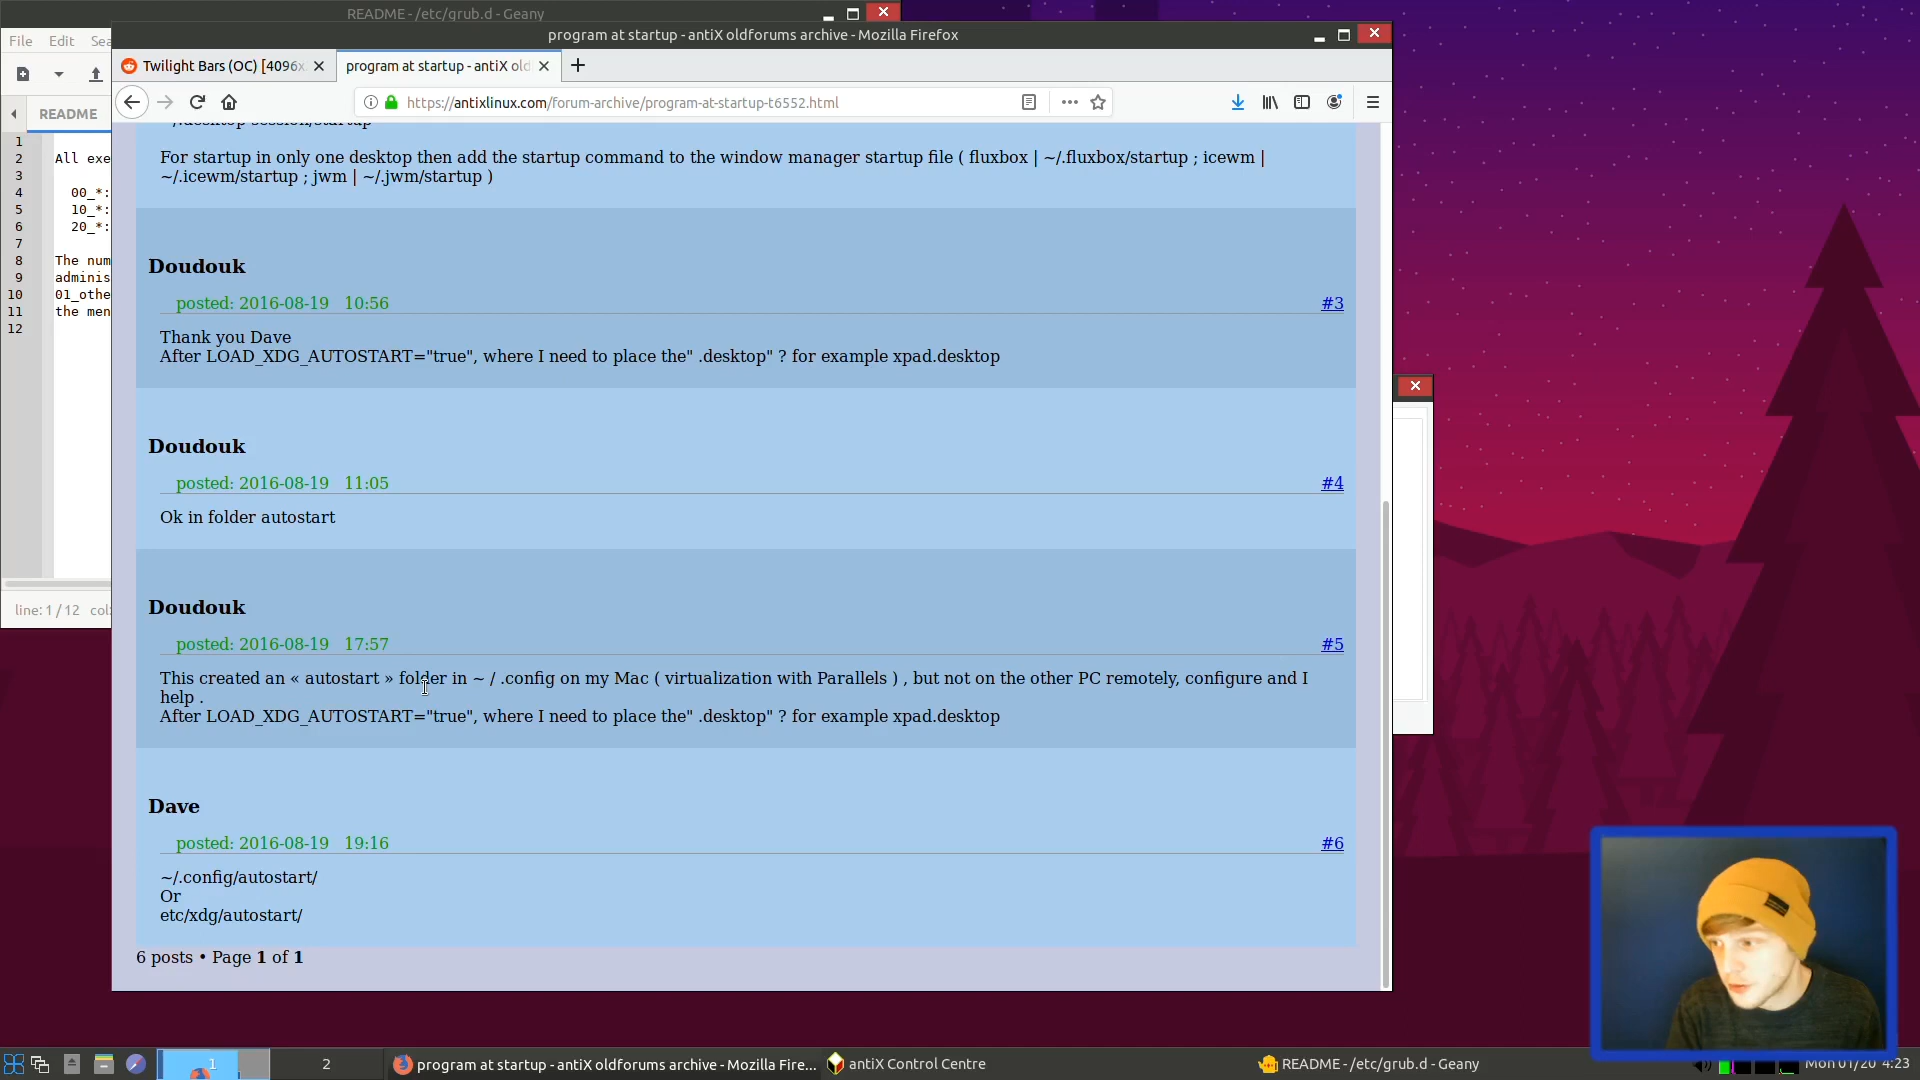 README - /etc/grub.d - Geany
program at startup - antiX oldforums archive - Mozilla Firefox
File Edit Sea
Twilight Bars (OC) [4096x
program at startup - antiX old
https://antixlinux.com/forum-archive/program-at-startup-t6552.html
README
1
2 All exe
3
4 00_*:
5 10_*:
6 20_*:
7
8 The num
9 adminis
10 01_othe
11 the men
12
line: 1 / 12 col:
~/.desktop-session/startup
For startup in only one desktop then add the startup command to the window manager startup file ( fluxbox | ~/.fluxbox/startup ; icewm |
~/.icewm/startup ; jwm | ~/.jwm/startup )
Doudouk
posted: 2016-08-19 10:56 #3
Thank you Dave
After LOAD_XDG_AUTOSTART="true", where I need to place the" .desktop" ? for example xpad.desktop
Doudouk
posted: 2016-08-19 11:05 #4
Ok in folder autostart
Doudouk
posted: 2016-08-19 17:57 #5
This created an « autostart » folder in ~ / .config on my Mac ( virtualization with Parallels ) , but not on the other PC remotely, configure and I
help .
After LOAD_XDG_AUTOSTART="true", where I need to place the" .desktop" ? for example xpad.desktop
Dave
posted: 2016-08-19 19:16 #6
~/.config/autostart/
Or
etc/xdg/autostart/
6 posts • Page 1 of 1
1
2
program at startup - antiX oldforums archive - Mozilla Fire...
antiX Control Centre
README - /etc/grub.d - Geany
Mon 01/20 4:23